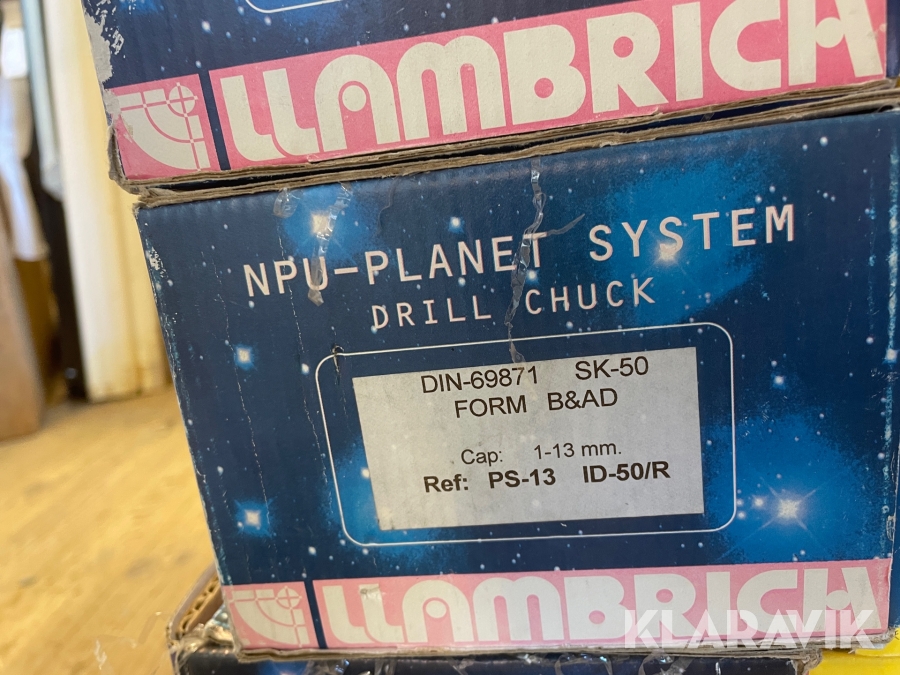 LLAMBRICH
NPU-PLANET SYSTEM
DRILL CHUCK
DIN-69871 SK-50
FORM B&AD
Cap: 1-13 mm.
Ref: PS-13 ID-50/R
LLAMBRICH
KLARAVIK